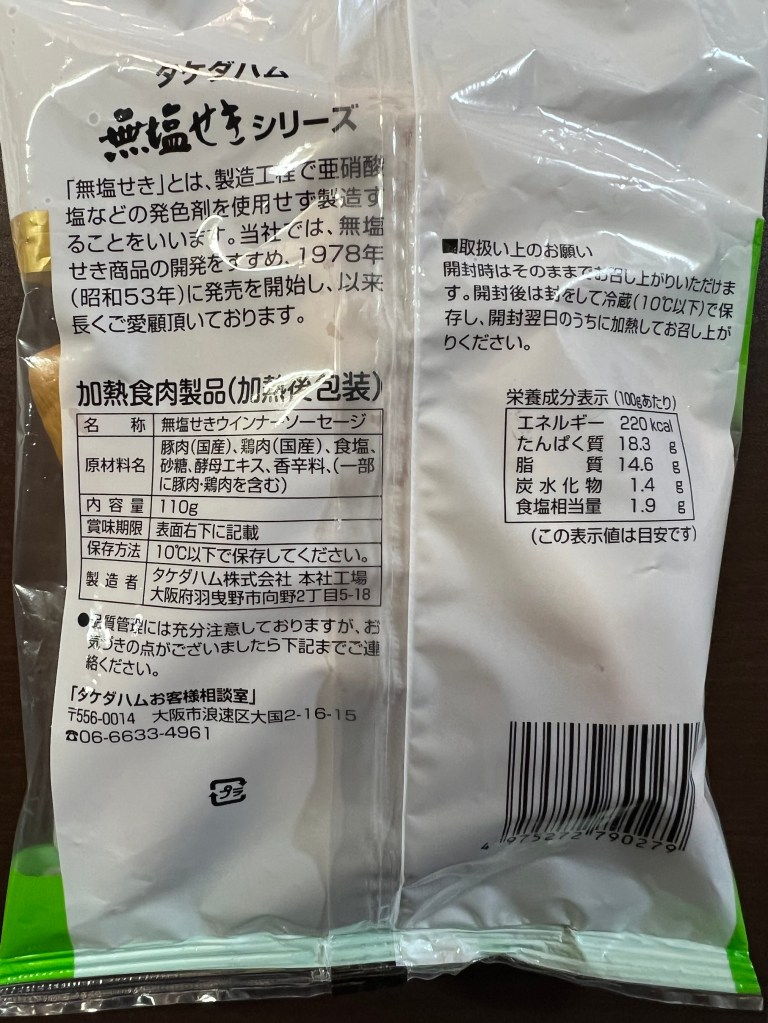 タケダハム
無塩せきシリーズ
「無塩せき」とは、製造工程で亜硝酸
塩などの発色剤を使用せず製造す
ることをいいます。当社では、無塩
せき商品の開発をすすめ、1978年
(昭和53年)に発売を開始し、以来
長くご愛顧頂いております。
加熱食肉製品(加熱後包装)
名称 無塩せきウインナーソーセージ
原材料名 豚肉(国産)、鶏肉(国産)、食塩、
砂糖、酵母エキス、香辛料、(一部
に豚肉・鶏肉を含む)
内容量 110g
賞味期限 表面右下に記載
保存方法 10℃以下で保存してください。
製造者 タケダハム株式会社 本社工場
大阪府羽曳野市向野2丁目5-18
●品質管理には充分注意しておりますが、お
気づきの点がございましたら下記までご連
絡ください。
「タケダハムお客様相談室」
〒556-0014 大阪市浪速区大国2-16-15
☎06-6633-4961
プラ
■取扱い上のお願い
開封時はそのままでお召し上がりいただけま
す。開封後は封をして冷蔵(10℃以下)で保
存し、開封翌日のうちに加熱してお召し上が
りください。
栄養成分表示(100gあたり)
エネルギー 220kcal
たんぱく質 18.3 g
脂質 14.6 g
炭水化物 1.4 g
食塩相当量 1.9 g
(この表示値は目安です)
4 975272 790279